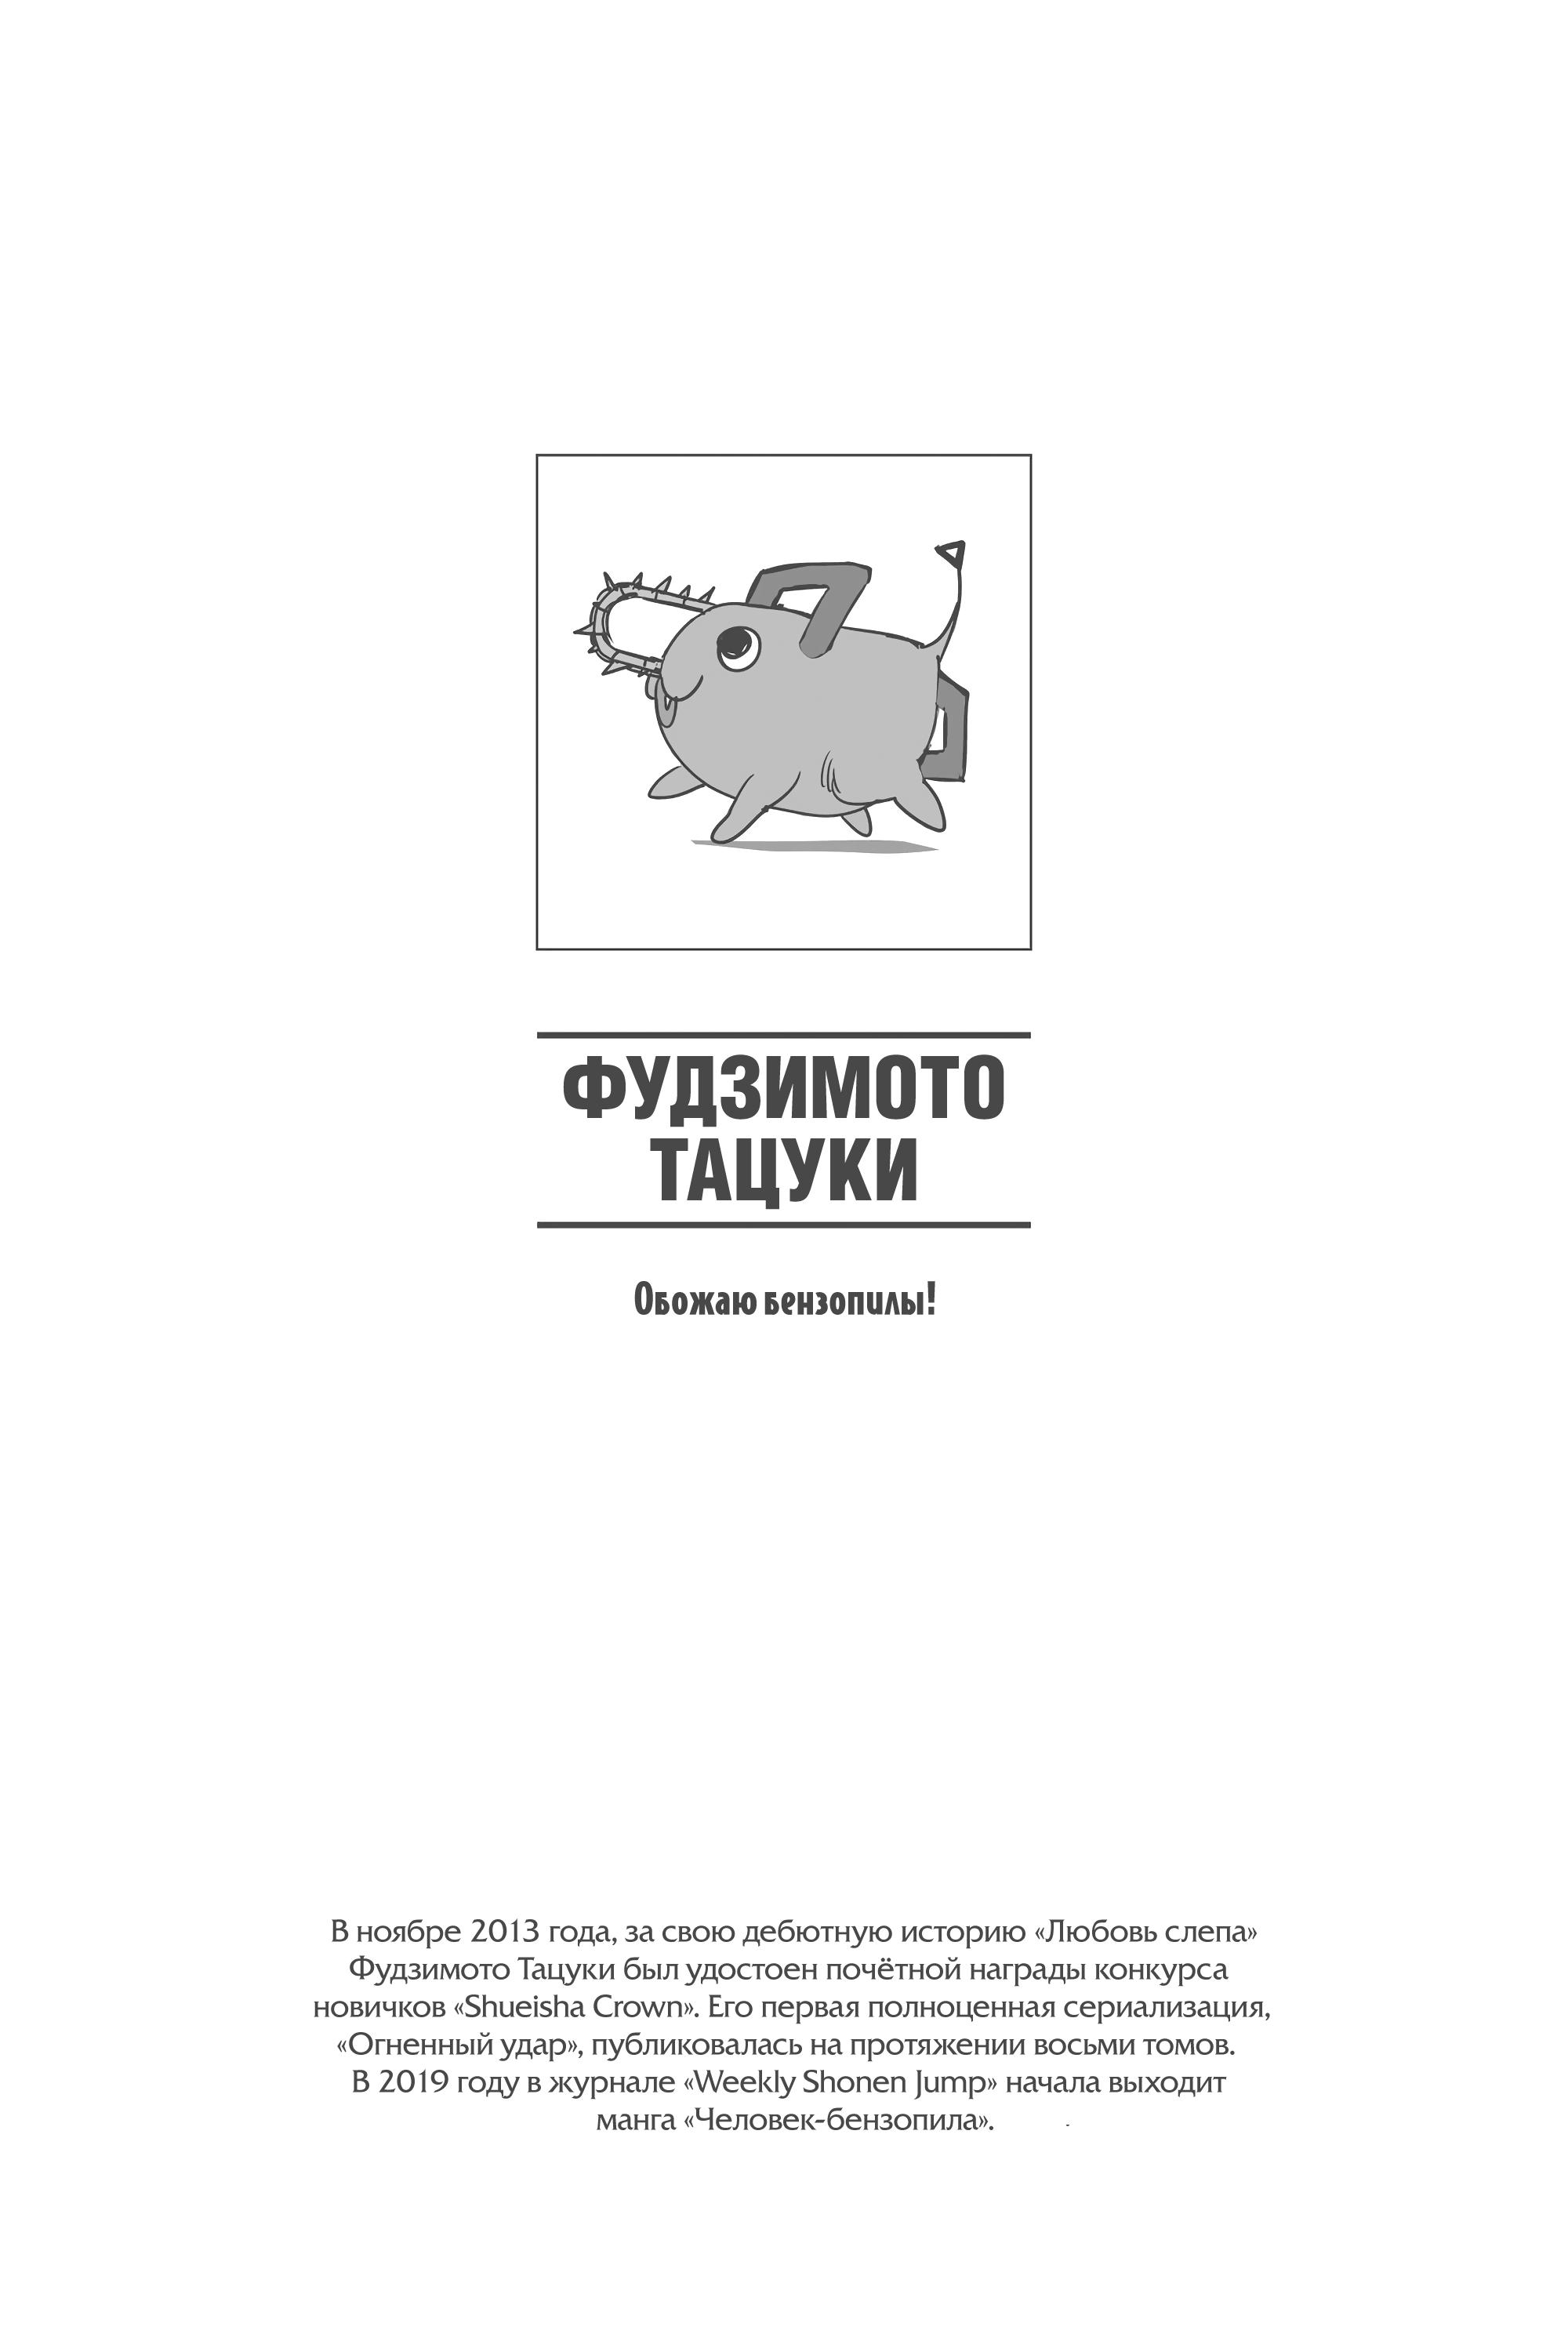 ФУДЗИМОТО
ТАЦУКИ
Обожаю бензопилы!
В ноябре 2013 года, за свою дебютную историю «Любовь слепа»
Фудзимото Тацуки был удостоен почётной награды конкурса
новичков «Shueisha Crown». Его первая полноценная сериализация,
«Огненный удар», публиковалась на протяжении восьми томов.
В 2019 году в журнале «Weekly Shonen Jump» начала выходит
манга «Человек-бензопила».